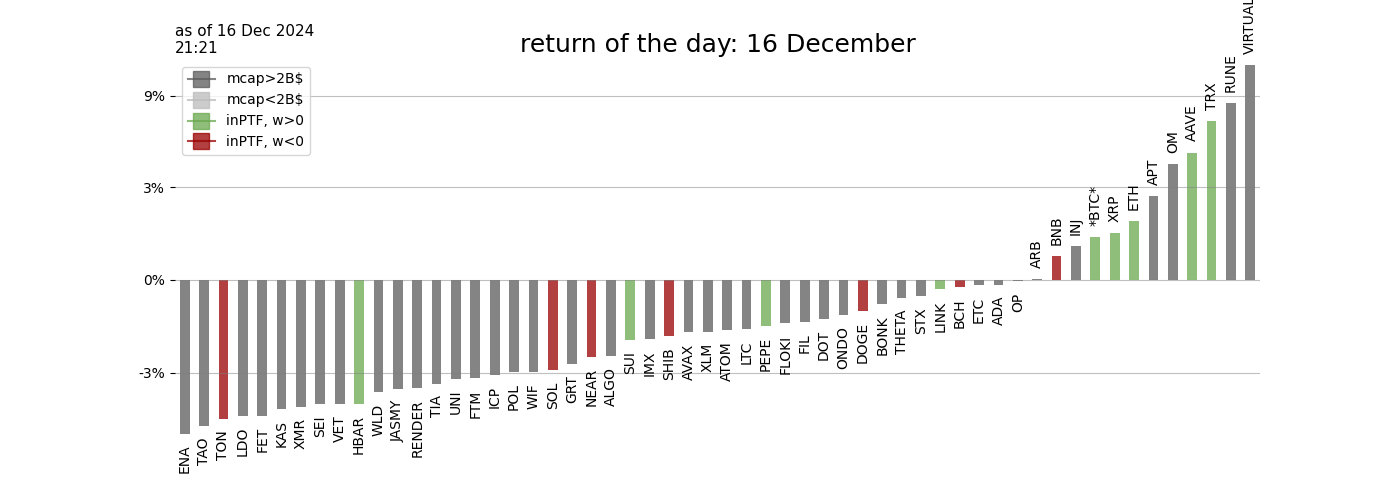 as of 16 Dec 2024
21:21
return of the day: 16 December
mcap>2B$
mcap<2B$
inPTF, w>0
inPTF, w<0
9%
3%
0%
-3%
ENA
TAO
TON
LDO
FET
KAS
XMR
SEI
VET
HBAR
WLD
JASMY
RENDER
TIA
UNI
FTM
ICP
POL
WIF
SOL
GRT
NEAR
ALGO
SUI
IMX
SHIB
AVAX
XLM
ATOM
LTC
PEPE
FLOKI
FIL
DOT
ONDO
DOGE
BONK
THETA
STX
LINK
BCH
ETC
ADA
OP
ARB
BNB
INJ
*BTC*
XRP
ETH
APT
OM
AAVE
TRX
RUNE
VIRTUAL